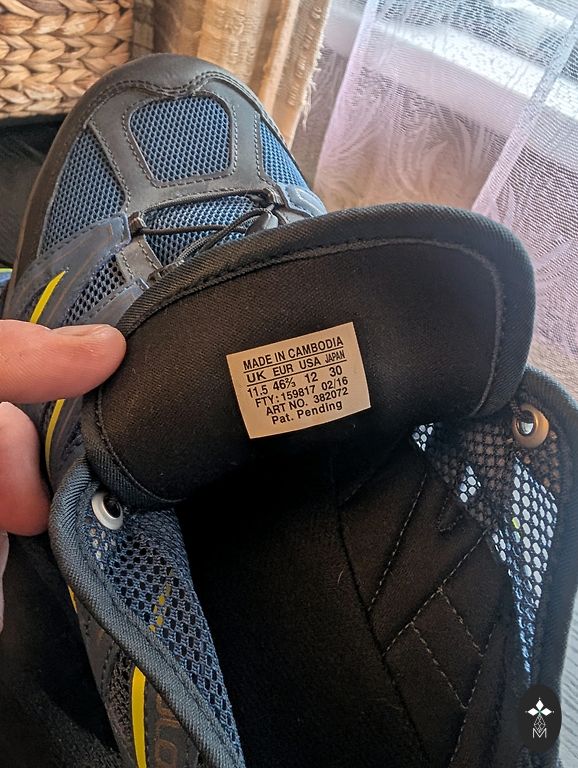 MADE IN CAMBODIA
UK EUR USA JAPAN
11.5 46⅔ 12 30
FTY: 159817 02/16
ART NO. 382072
Pat. Pending
M